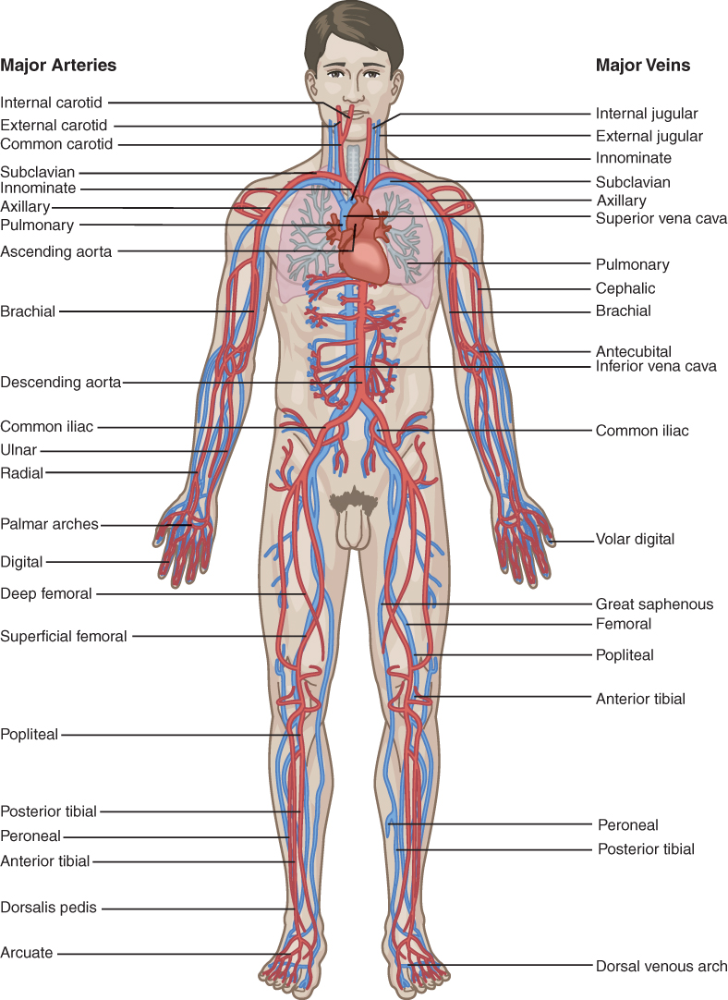 Major Arteries
Internal carotid
External carotid
Common carotid
Subclavian
Innominate
Axillary
Pulmonary
Ascending aorta
Brachial
Descending aorta
Common iliac
Ulnar
Radial
Palmar arches
Digital
Deep femoral
Superficial femoral
Popliteal
Posterior tibial
Peroneal
Anterior tibial
Dorsalis pedis
Arcuate
Major Veins
Internal jugular
External jugular
Innominate
Subclavian
Axillary
Superior vena cava
Pulmonary
Cephalic
Brachial
Antecubital
Inferior vena cava
Common iliac
Volar digital
Great saphenous
Femoral
Popliteal
Anterior tibial
Peroneal
Posterior tibial
Dorsal venous arch